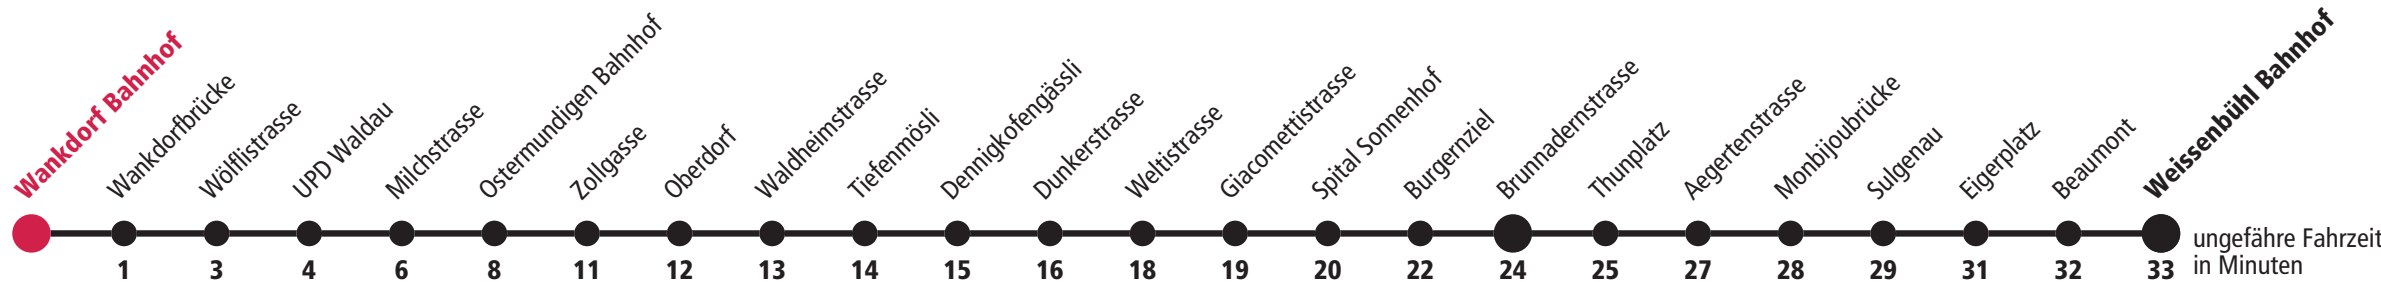 Wankdorf Bahnhof
Wankdorfbrücke
Wölflistrasse
UPD Waldau
Milchstrasse
Ostermundigen Bahnhof
Zollgasse
Oberdorf
Waldheimstrasse
Tiefenmösli
Dennigkofengässli
Dunkerstrasse
Weltistrasse
Giacomettistrasse
Spital Sonnenhof
Burgernziel
Brunnadernstrasse
Thunplatz
Aegertenstrasse
Monbijoubrücke
Sulgenau
Eigerplatz
Beaumont
Weissenbühl Bahnhof
1 3 4 6 8 11 12 13 14 15 16 18 19 20 22 24 25 27 28 29 31 32 33
ungefähre Fahrzeit
in Minuten